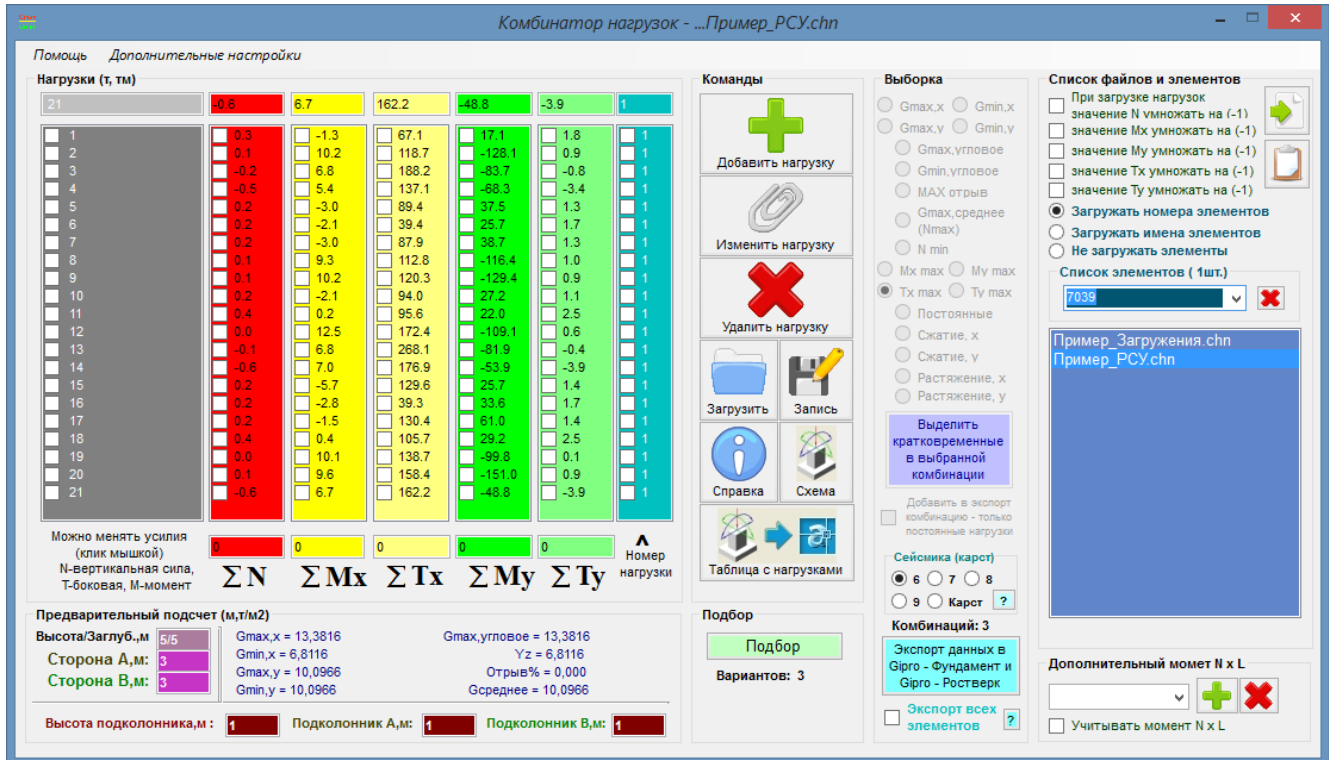 Комбинатор нагрузок - ...Пример_РСУ.chn
Помощь Дополнительные настройки
Нагрузки (т, тм)
21 -0.6 6.7 162.2 -48.8 -3.9 1
1 0.3 -1.3 67.1 17.1 1.8 1
2 0.1 10.2 118.7 -128.1 0.9 1
3 -0.2 6.8 188.2 -83.7 -0.8 1
4 -0.5 5.4 137.1 -68.3 -3.4 1
5 0.2 -3.0 89.4 37.5 1.3 1
6 0.2 -2.1 39.4 25.7 1.7 1
7 0.2 -3.0 87.9 38.7 1.3 1
8 0.1 9.3 112.8 -116.4 1.0 1
9 0.1 10.2 120.3 -129.4 0.9 1
10 0.2 -2.1 94.0 27.2 1.1 1
11 0.4 0.2 95.6 22.0 2.5 1
12 0.0 12.5 172.4 -109.1 0.6 1
13 -0.1 6.8 268.1 -81.9 -0.4 1
14 -0.6 7.0 176.9 -53.9 -3.9 1
15 0.2 -5.7 129.6 25.7 1.4 1
16 0.2 -2.8 39.3 33.6 1.7 1
17 0.2 -1.5 130.4 61.0 1.4 1
18 0.4 0.4 105.7 29.2 2.5 1
19 0.0 10.1 138.7 -99.8 0.1 1
20 0.1 9.6 158.4 -151.0 0.9 1
21 -0.6 6.7 162.2 -48.8 -3.9 1
Можно менять усилия
(клик мышкой)
N-вертикальная сила,
T-боковая, M-момент
0 0 0 0 0
ΣN ΣMx ΣTx ΣMy ΣTy
^
Номер
нагрузки
Предварительный подсчет (м,т/м2)
Высота/Заглуб.,м 5/5
Сторона А,м: 3
Сторона В,м: 3
Gmax,x = 13,3816
Gmin,x = 6,8116
Gmax,y = 10,0966
Gmin,y = 10,0966
Gmax,угловое = 13,3816
Yz = 6,8116
Отрыв% = 0,000
Gсреднее = 10,0966
Высота подколонника,м : 1 Подколонник А,м: 1 Подколонник В,м: 1
Команды
Добавить нагрузку
Изменить нагрузку
Удалить нагрузку
Загрузить Запись
Справка Схема
Таблица с нагрузками
Подбор
Подбор
Вариантов: 3
Выборка
Gmax,x Gmin,x
Gmax,y Gmin,y
Gmax,угловое
Gmin,угловое
MAX отрыв
Gmax,среднее
(Nmax)
N min
Mx max My max
Tx max Ty max
Постоянные
Сжатие, x
Сжатие, y
Растяжение, x
Растяжение, y
Выделить
кратковременные
в выбранной
комбинации
Добавить в экспорт
комбинацию - только
постоянные нагрузки
Сейсмика (карст)
6 7 8
9 Карст ?
Комбинаций: 3
Экспорт данных в
Gipro - Фундамент и
Gipro - Ростверк
Экспорт всех
элементов ?
Список файлов и элементов
При загрузке нагрузок
значение N умножать на (-1)
значение Mx умножать на (-1)
значение My умножать на (-1)
значение Tx умножать на (-1)
значение Ty умножать на (-1)
Загружать номера элементов
Загружать имена элементов
Не загружать элементы
Список элементов ( 1шт.)
7039
Пример_Загружения.chn
Пример_РСУ.chn
Дополнительный момет N x L
Учитывать момент N x L